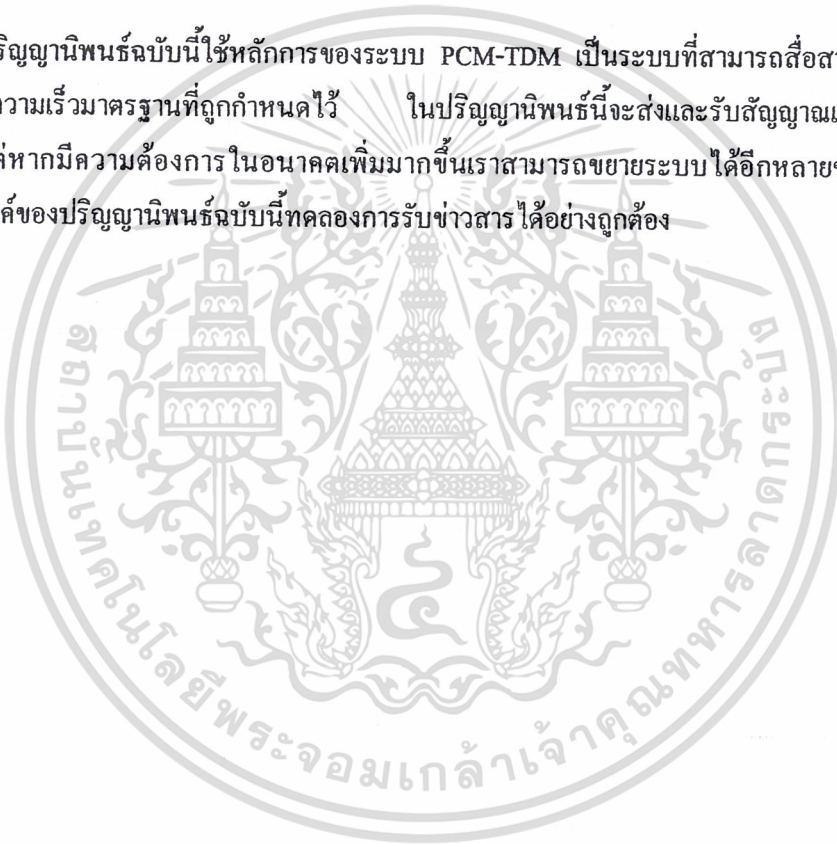 ริญญานิพนธ์ฉบับนี้ใช้หลักการของระบบ PCM-TDM เป็นระบบที่สามารถสื่อสา
ความเร็วมาตรฐานที่ถูกกำหนดไว้ ในปริญญานิพนธ์นี้จะส่งและรับสัญญาณเ
ต่หากมีความต้องการในอนาคตเพิ่มมากขึ้นเราสามารถขยายระบบได้อีกหลายช
ค์ของปริญญานิพนธ์ฉบับนี้ทดลองการรับข่าวสารได้อย่างถูกต้อง
สถาบันเทคโนโลยีพระจอมเกล้าเจ้าคุณทหารลาดกระบัง